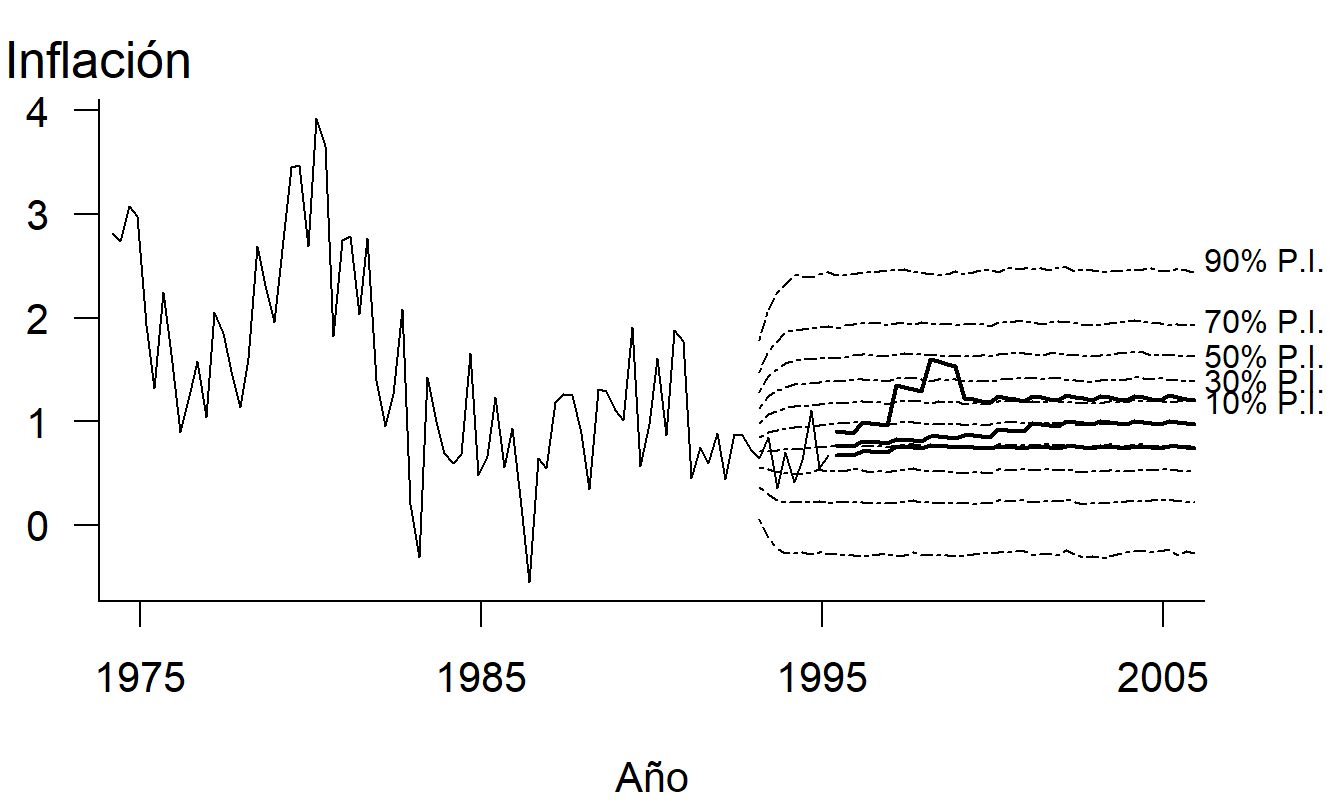 Inflación
4
3
2
1
0
90% P.I.
70% P.I.
50% P.I.
30% P.I.
10% P.I.
1975 1985 1995 2005
Año